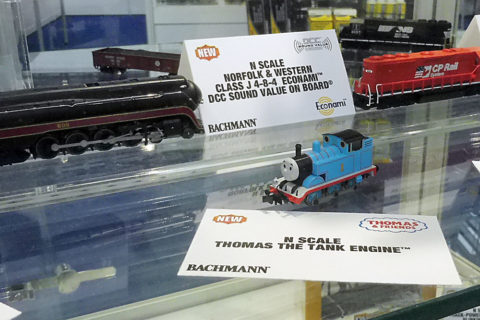 NEW
DCC
SOUND VALUE
N SCALE
NORFOLK & WESTERN
CLASS J 4-8-4 ECONAMI™
DCC SOUND VALUE ON BOARD®
BACHMANN
Econami
CP Rail
NEW
THOMAS
& FRIENDS
N SCALE
THOMAS THE TANK ENGINE™
BACHMANN